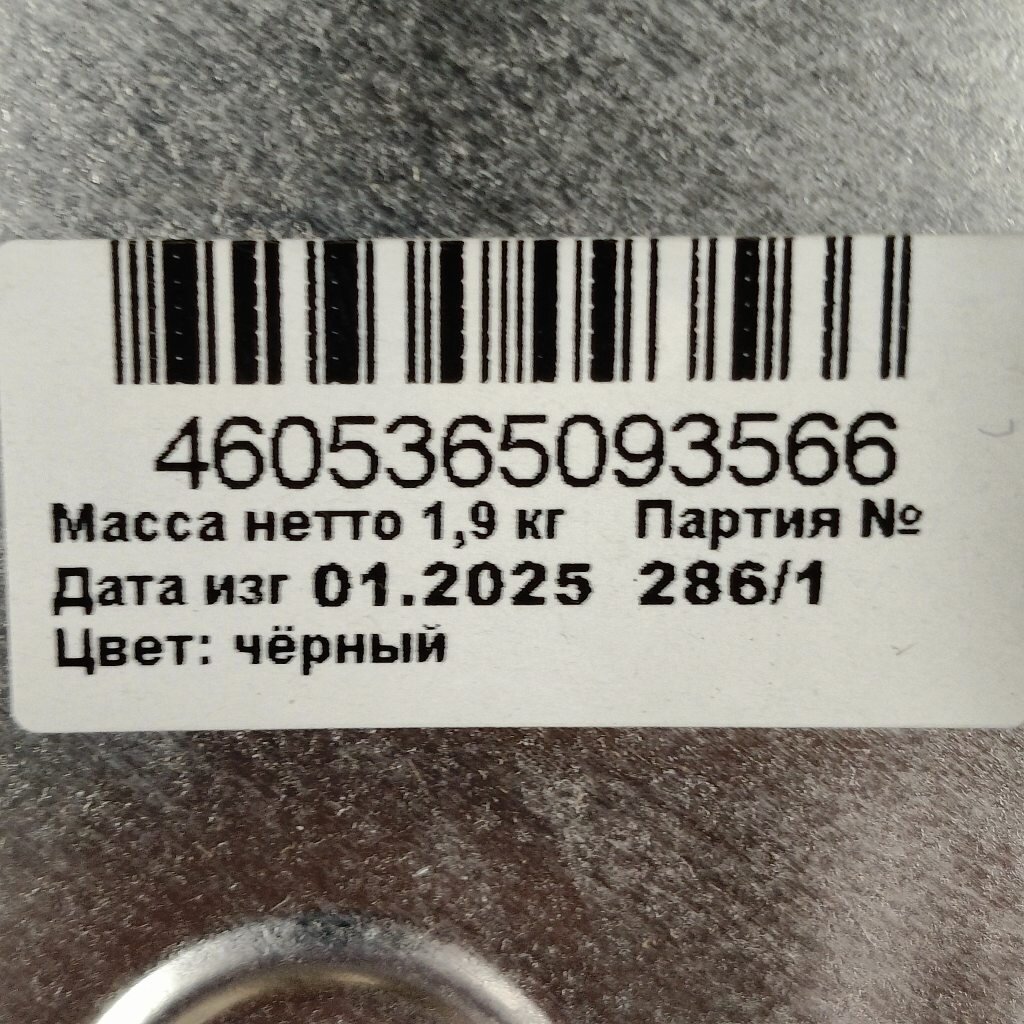 4605365093566
Масса нетто 1,9 кг Партия №
Дата изг 01.2025 286/1
Цвет: чёрный